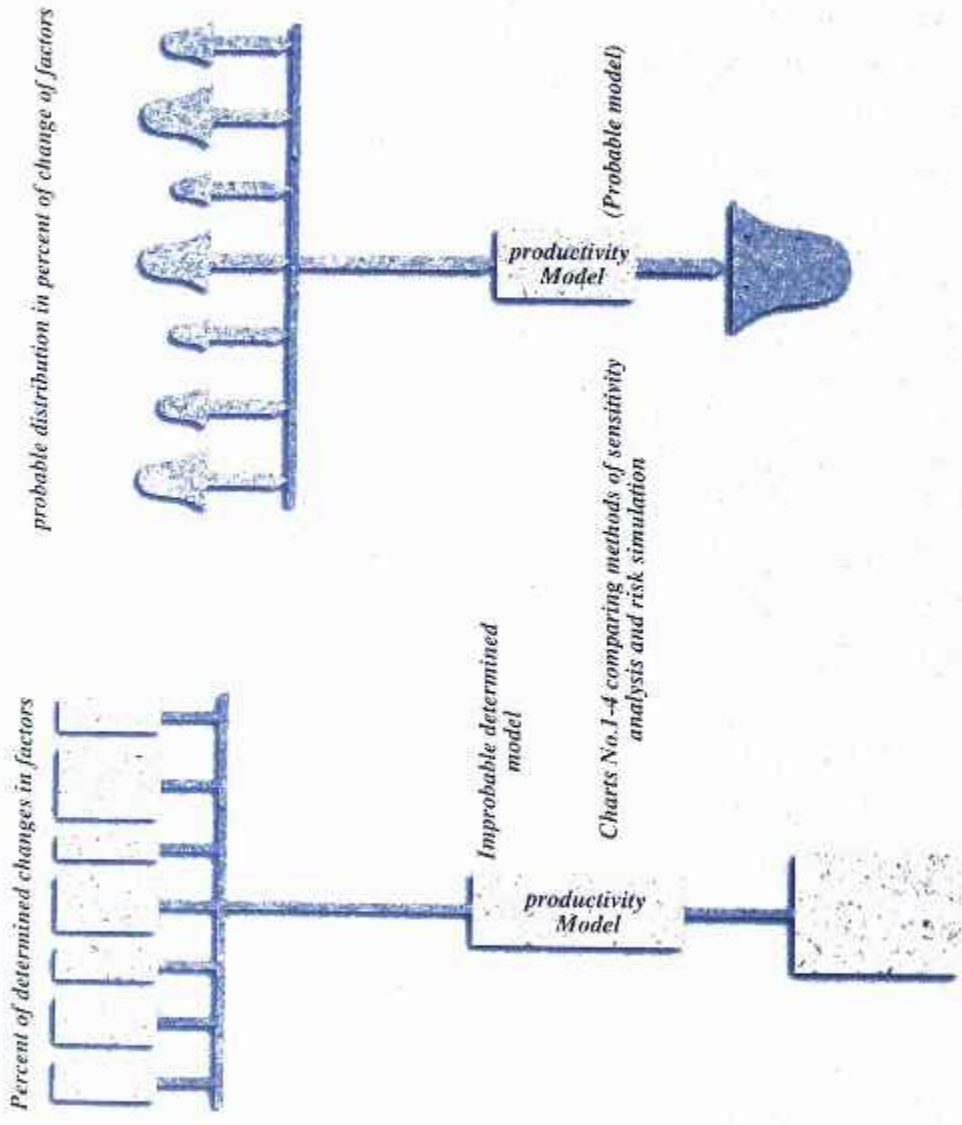 probable distribution in percent of change of factors
productivity
Model
(Probable model)
Percent of determined changes in factors
Improbable determined
model
productivity
Model
Charts No.1-4 comparing methods of sensitivity
analysis and risk simulation